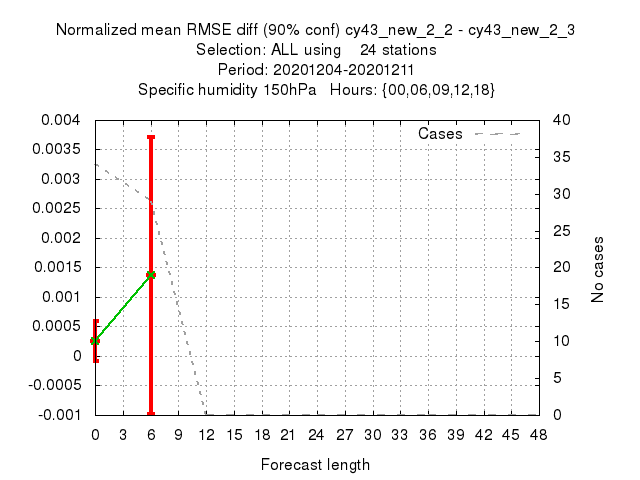 Normalized mean RMSE diff (90% conf) cy43_new_2_2 - cy43_new_2_3
Selection: ALL using 24 stations
Period: 20201204-20201211
Specific humidity 150hPa Hours: {00,06,09,12,18}
Cases
0.004
0.0035
0.003
0.0025
0.002
0.0015
0.001
0.0005
0
-0.0005
-0.001
40
35
30
25
20
15
10
5
0
No cases
0 3 6 9 12 15 18 21 24 27 30 33 36 39 42 45 48
Forecast length